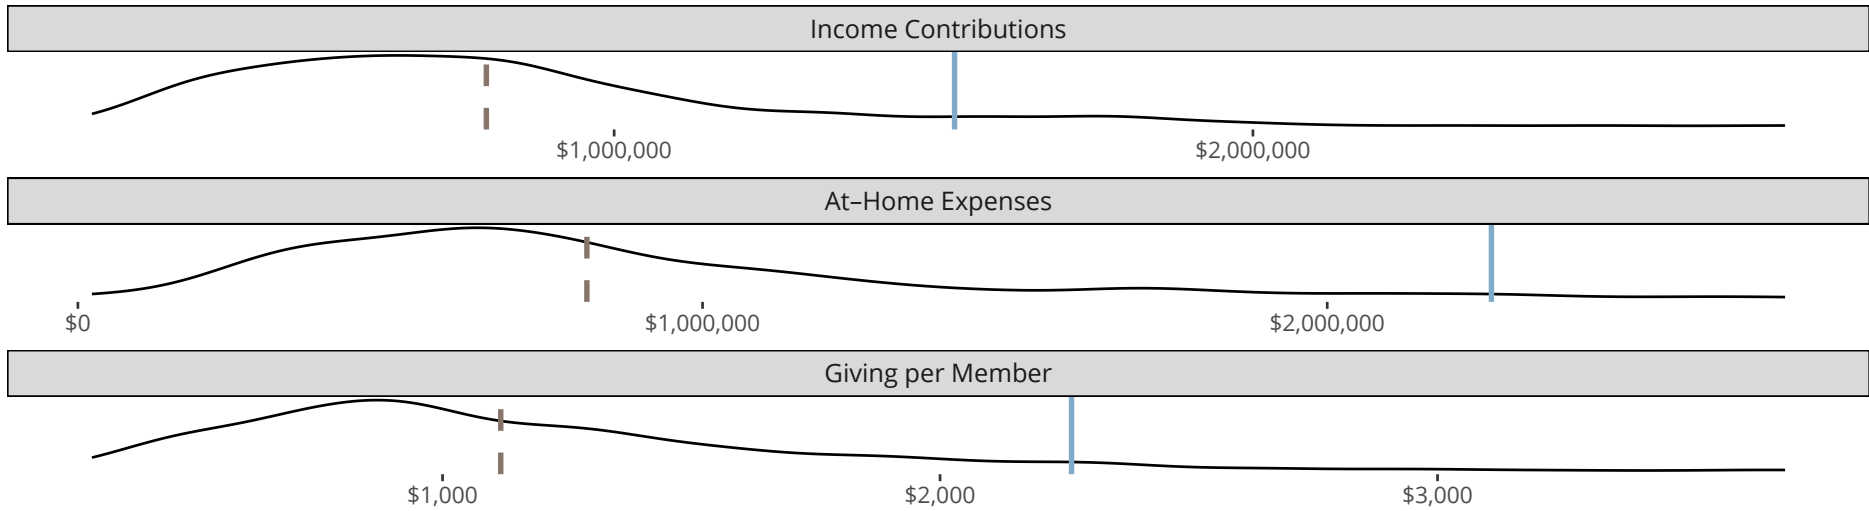 Income Contributions
$1,000,000 $2,000,000
At–Home Expenses
$0 $1,000,000 $2,000,000
Giving per Member
$1,000 $2,000 $3,000